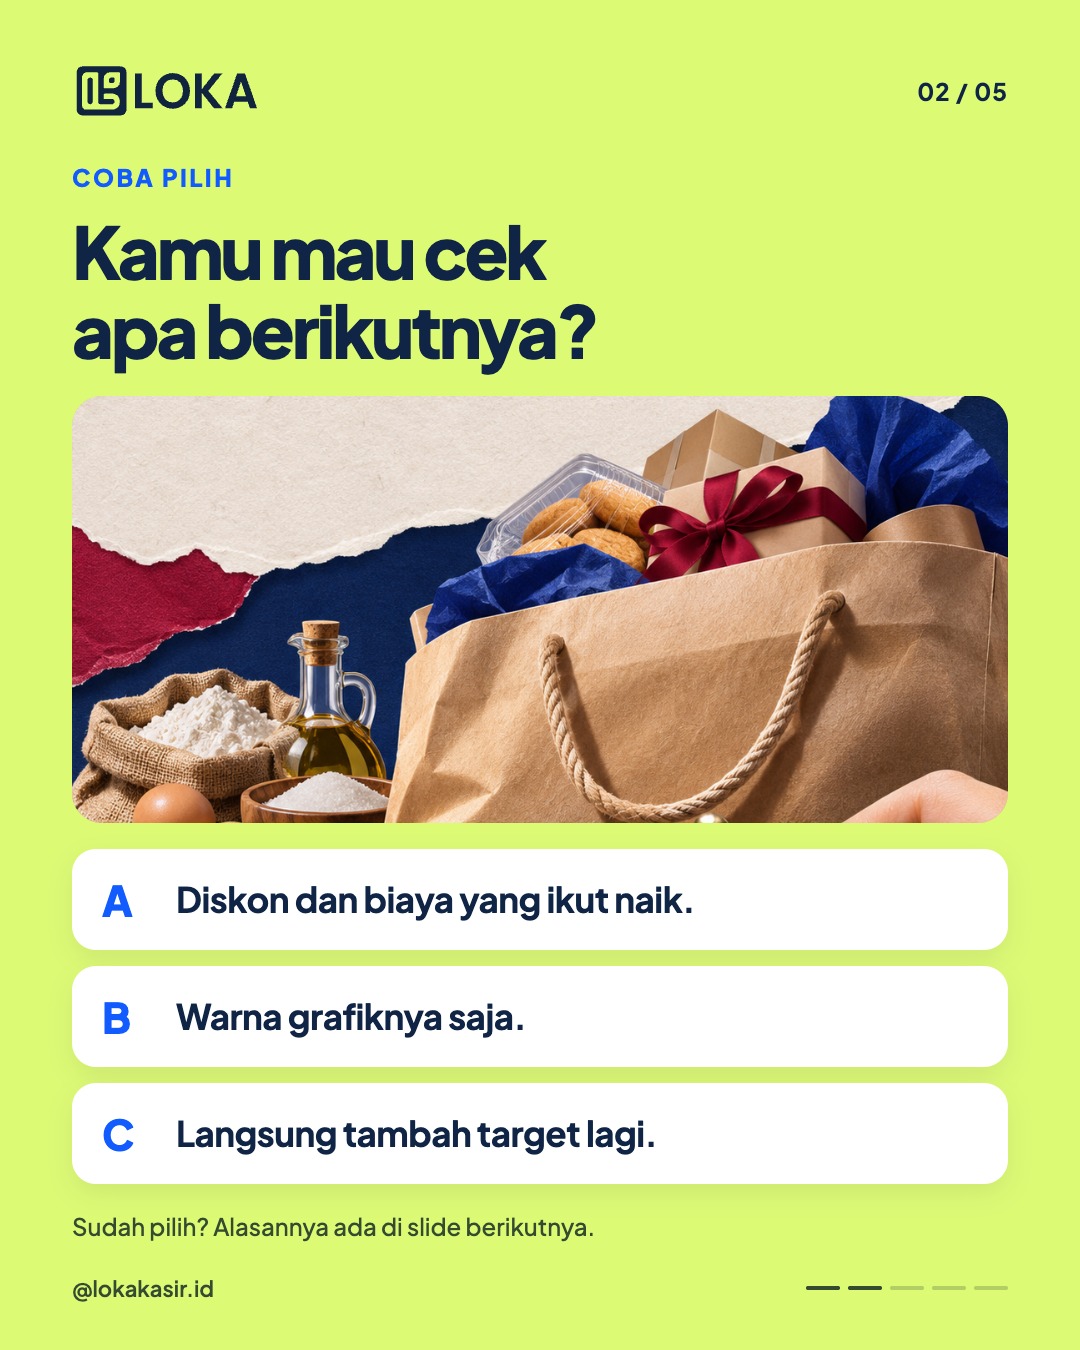 LOKA
02 / 05
COBA PILIH
Kamu mau cek
apa berikutnya?
A Diskon dan biaya yang ikut naik.
B Warna grafiknya saja.
C Langsung tambah target lagi.
Sudah pilih? Alasannya ada di slide berikutnya.
@lokakasir.id